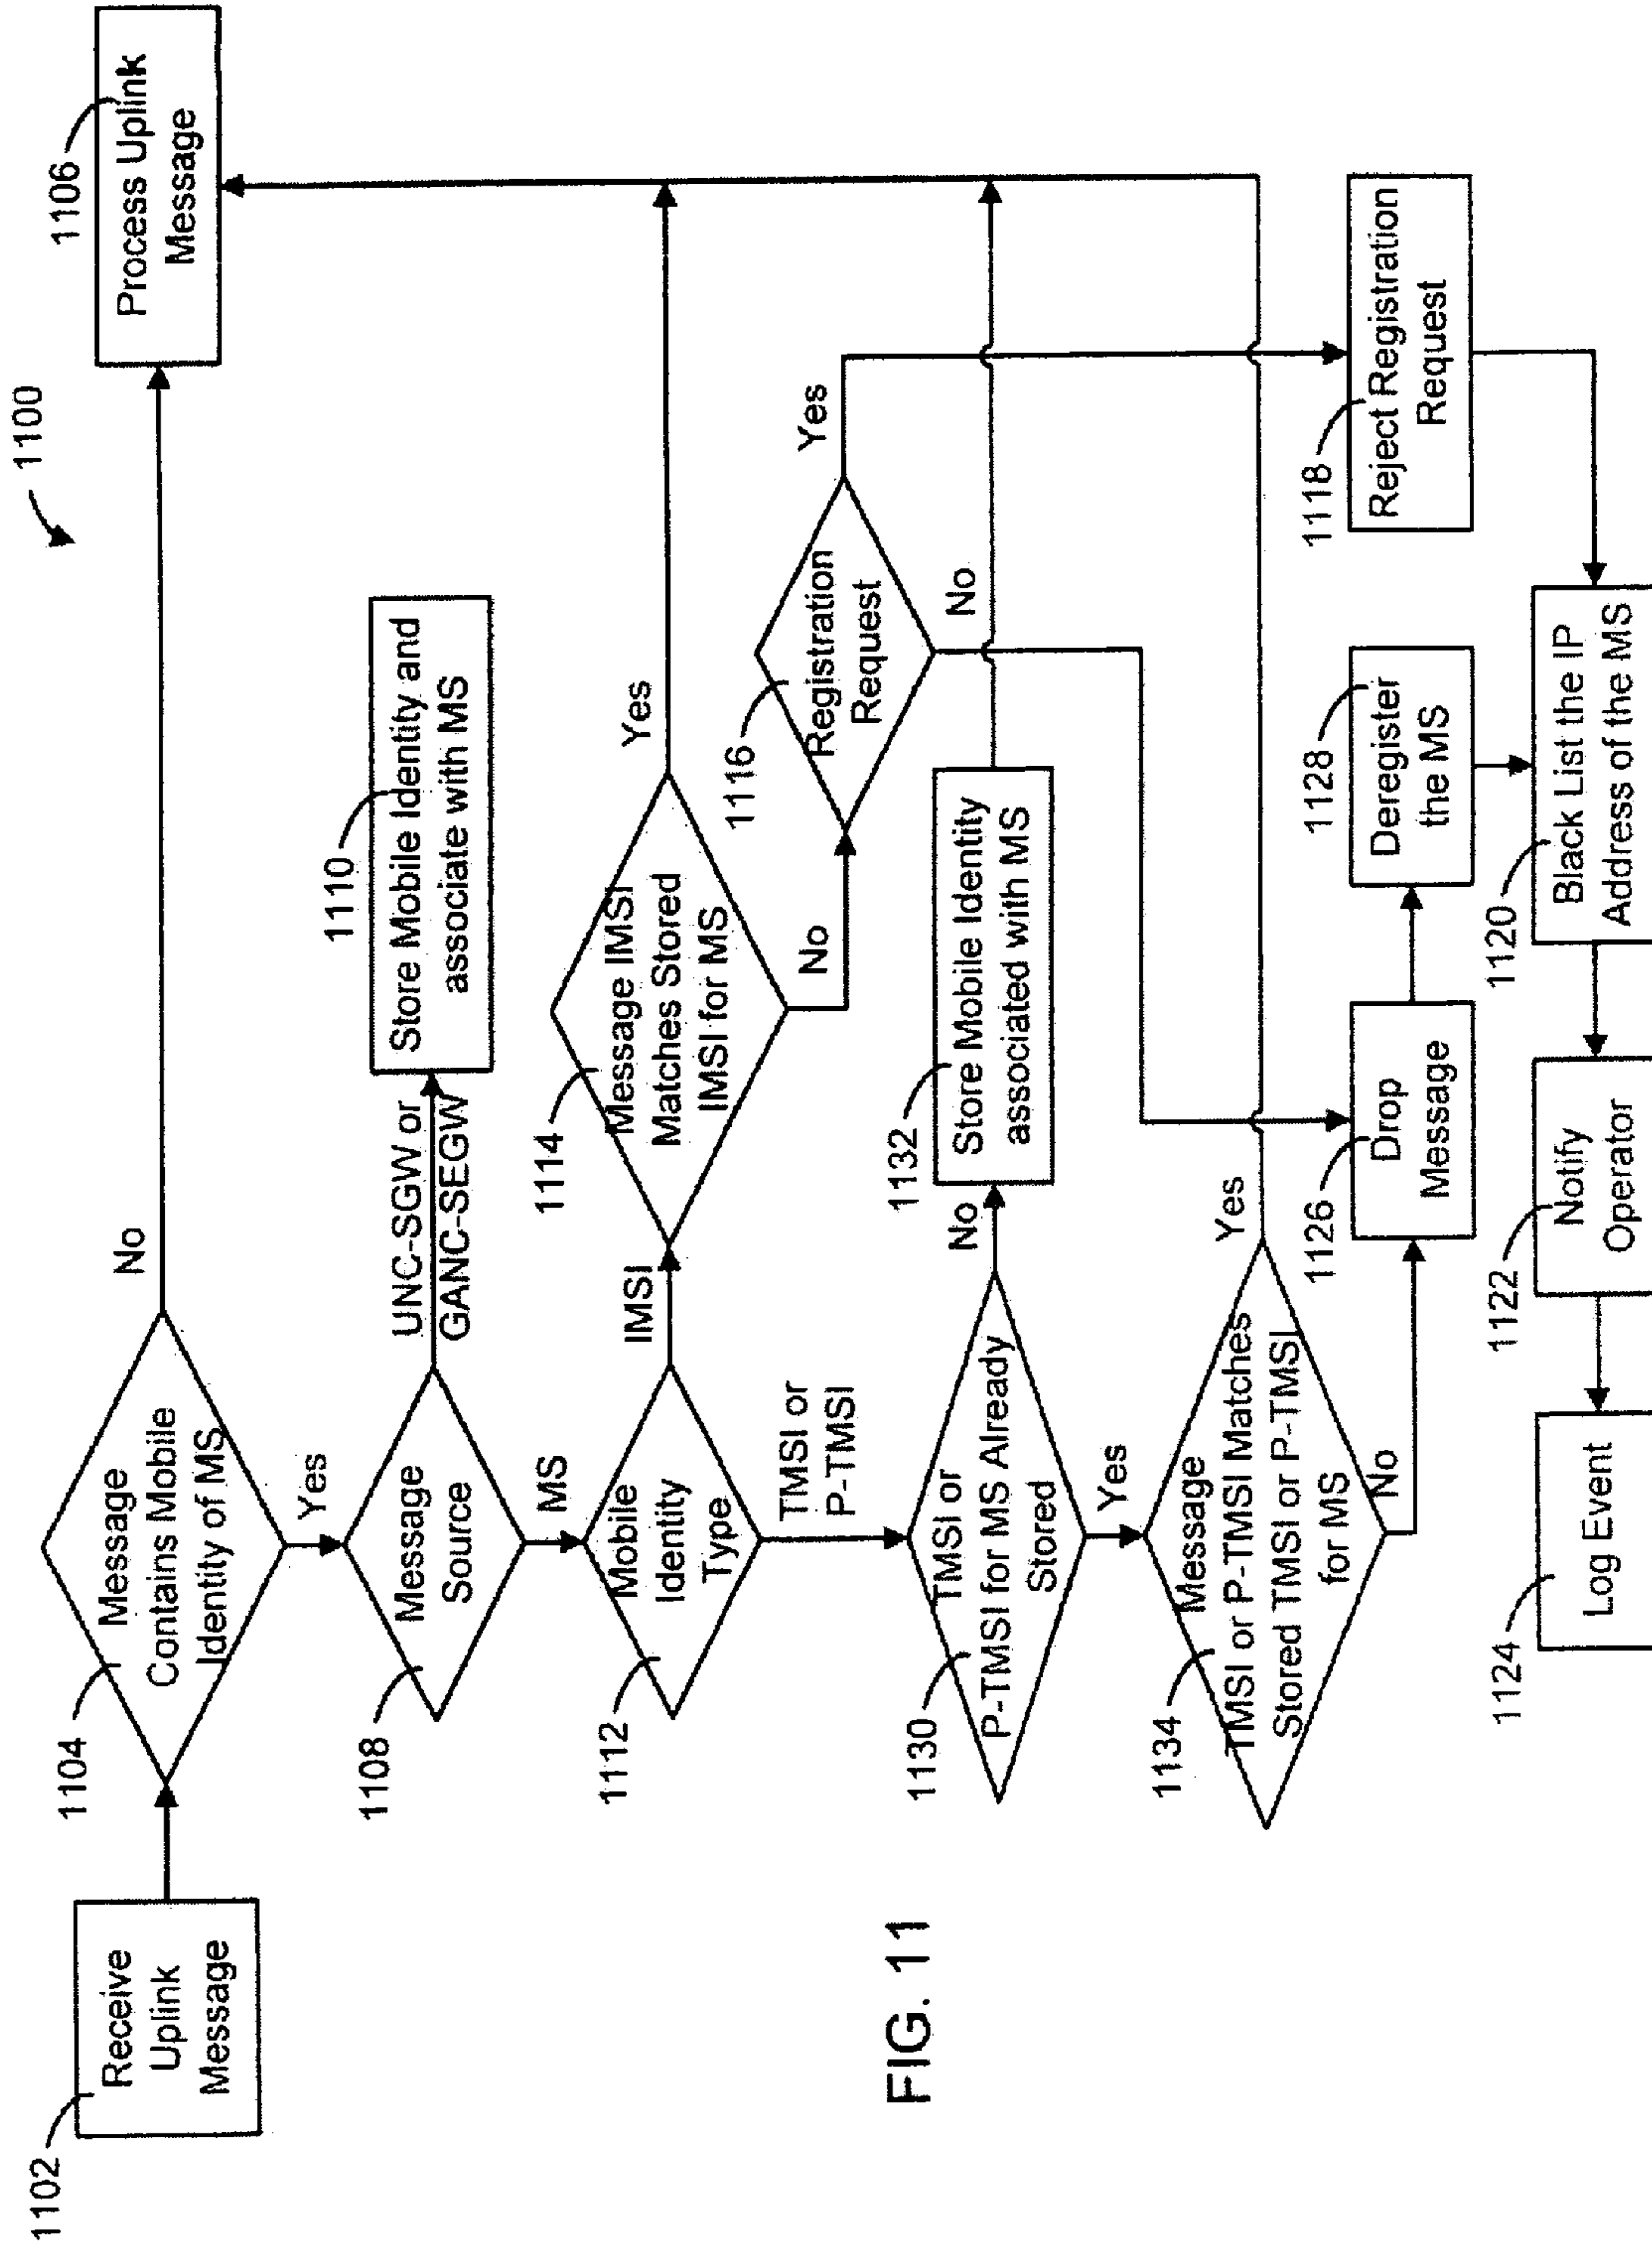 1100
1102
Receive
Uplink
Message
1104
Message
Contains Mobile
Identity of MS
No
Yes
1106
Process Uplink
Message
1108
Message
Source
UNC-SGW or
GANC-SEGW
MS
1110
Store Mobile Identity and
associate with MS
1112
Mobile
Identity
Type
IMSI
TMSI or
P-TMSI
1114
Message IMSI
Matches Stored
IMSI for MS
Yes
No
1116
Registration
Request
Yes
No
1130
TMSI or
P-TMSI for MS Already
Stored
No
Yes
1132
Store Mobile Identity
associated with MS
1134
Message
TMSI or P-TMSI Matches
Stored TMSI or P-TMSI
for MS
Yes
No
1126
Drop
Message
1128
Deregister
the MS
1118
Reject Registration
Request
1124
Log Event
1122
Notify
Operator
1120
Black List the IP
Address of the MS
FIG. 11